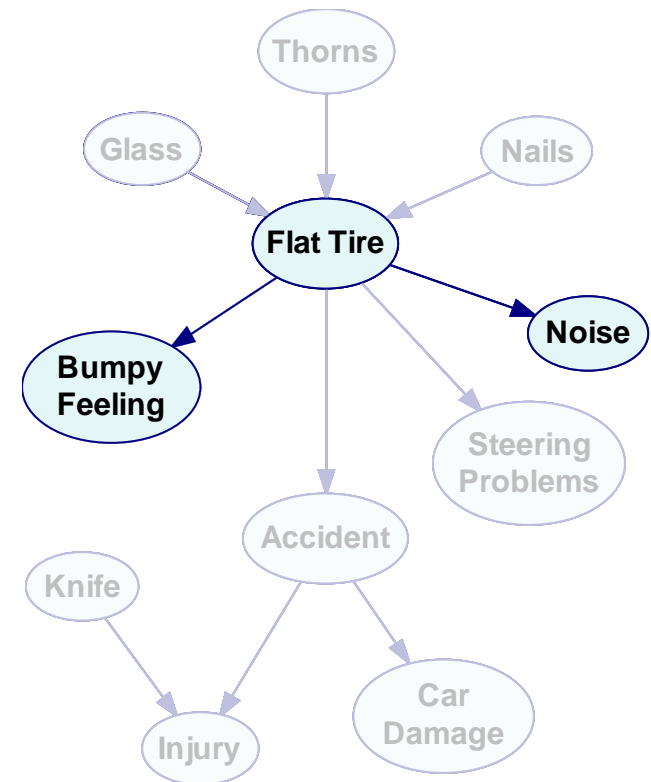 Thorns
Glass
Nails
Flat Tire
Noise
Bumpy
Feeling
Steering
Problems
Accident
Knife
Car
Damage
Injury